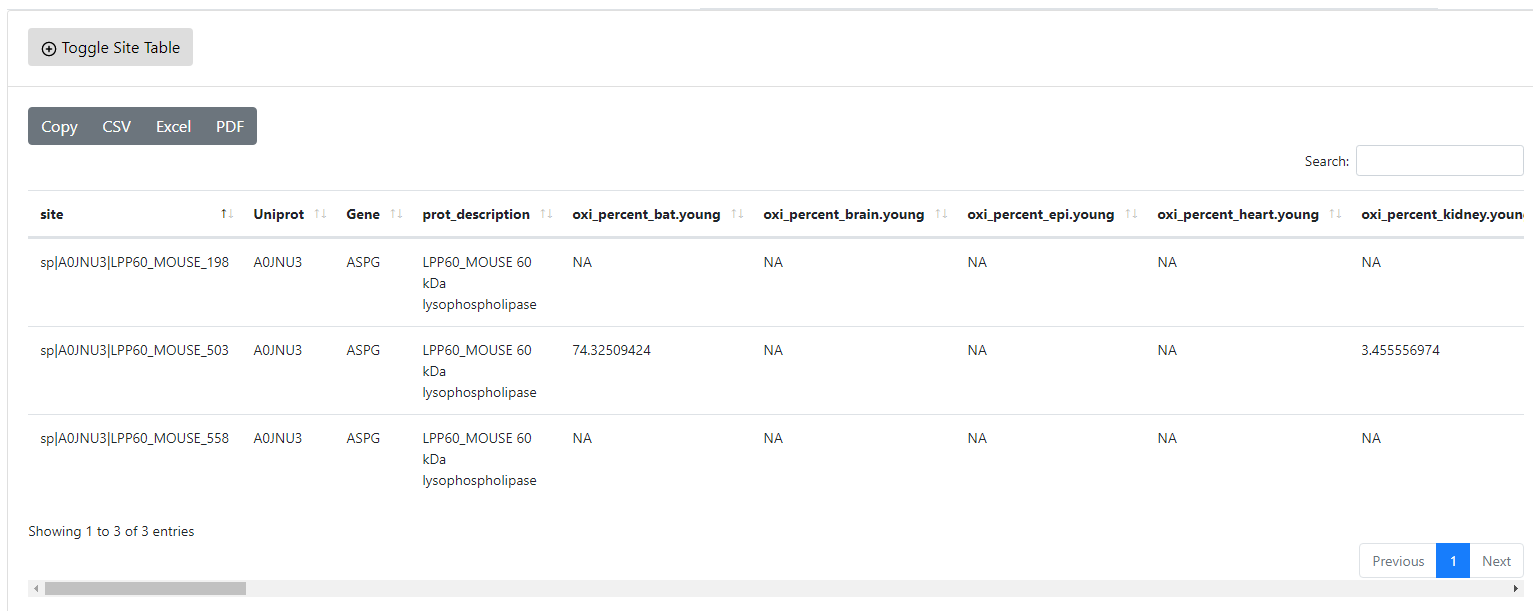 Toggle Site Table
Copy CSV Excel PDF
Search:
site Uniprot Gene prot_description oxi_percent_bat.young oxi_percent_brain.young oxi_percent_epi.young oxi_percent_heart.young oxi_percent_kidney.young
sp|A0JNU3|LPP60_MOUSE_198 A0JNU3 ASPG LPP60_MOUSE 60 NA NA NA NA NA
kDa
lysophospholipase
sp|A0JNU3|LPP60_MOUSE_503 A0JNU3 ASPG LPP60_MOUSE 60 74.32509424 NA NA NA 3.455556974
kDa
lysophospholipase
sp|A0JNU3|LPP60_MOUSE_558 A0JNU3 ASPG LPP60_MOUSE 60 NA NA NA NA NA
kDa
lysophospholipase
Showing 1 to 3 of 3 entries
Previous 1 Next